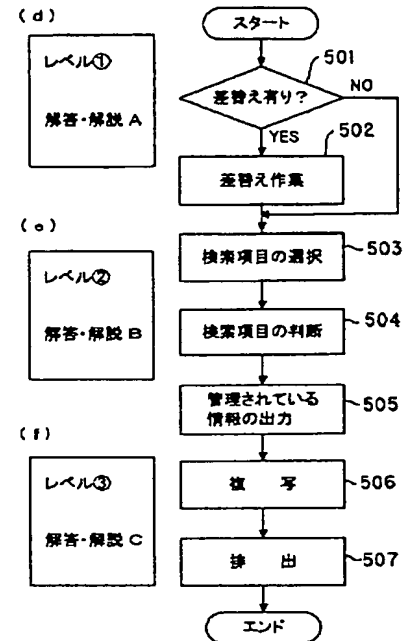 (d)
レベル①
解答・解説 A
(e)
レベル②
解答・解説 B
(f)
レベル③
解答・解説 C
スタート
501
差替え有り?
NO
YES
502
差替え作業
検索項目の選択
503
検索項目の判断
504
管理されている
情報の出力
505
複 写
506
排 出
507
エンド